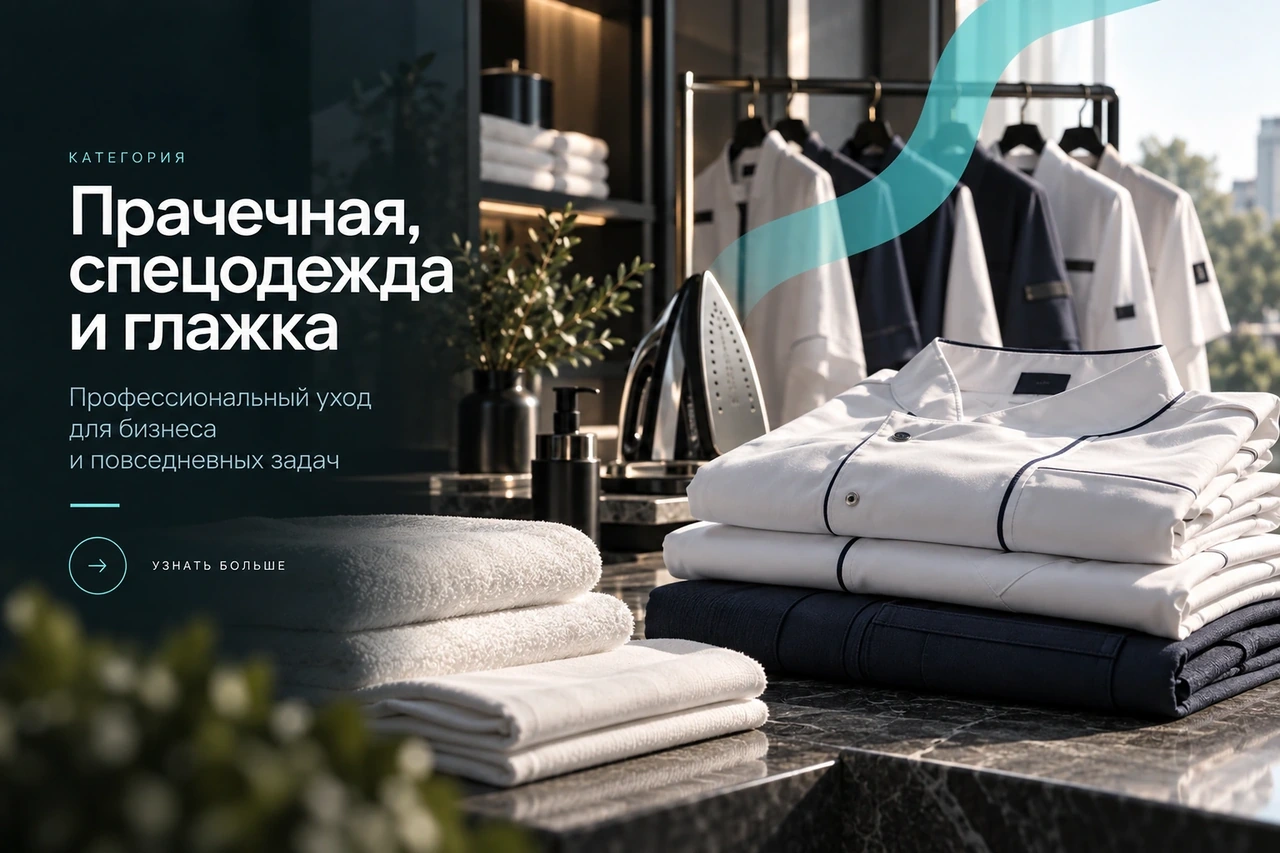 КАТЕГОРИЯ
Прачечная,
спецодежда
и глажка
Профессиональный уход
для бизнеса
и повседневных задач
УЗНАТЬ БОЛЬШЕ